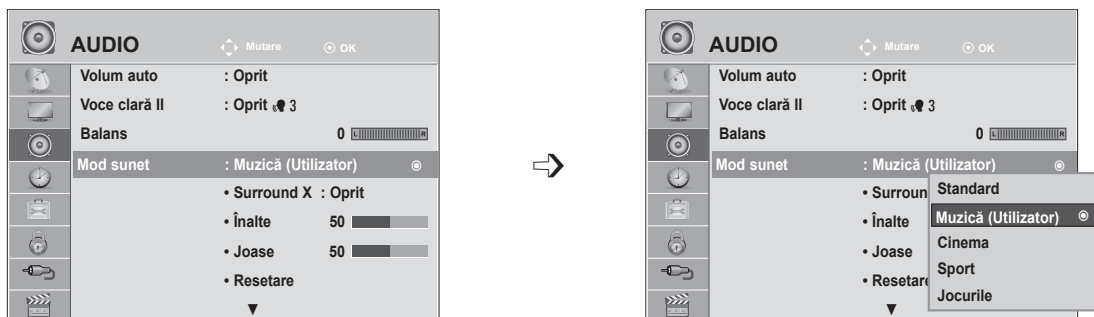 AUDIO Mutare OK
Volum auto : Oprit
Voce clară II : Oprit 3
Balans 0 L R
Mod sunet : Muzică (Utilizator)
• Surround X : Oprit
• Înalte 50
• Joase 50
• Resetare
AUDIO Mutare OK
Volum auto : Oprit
Voce clară II : Oprit 3
Balans 0 L R
Mod sunet : Muzică (Utilizator)
• Surroun
• Înalte
• Joase
• Resetare
Standard
Muzică (Utilizator)
Cinema
Sport
Jocurile